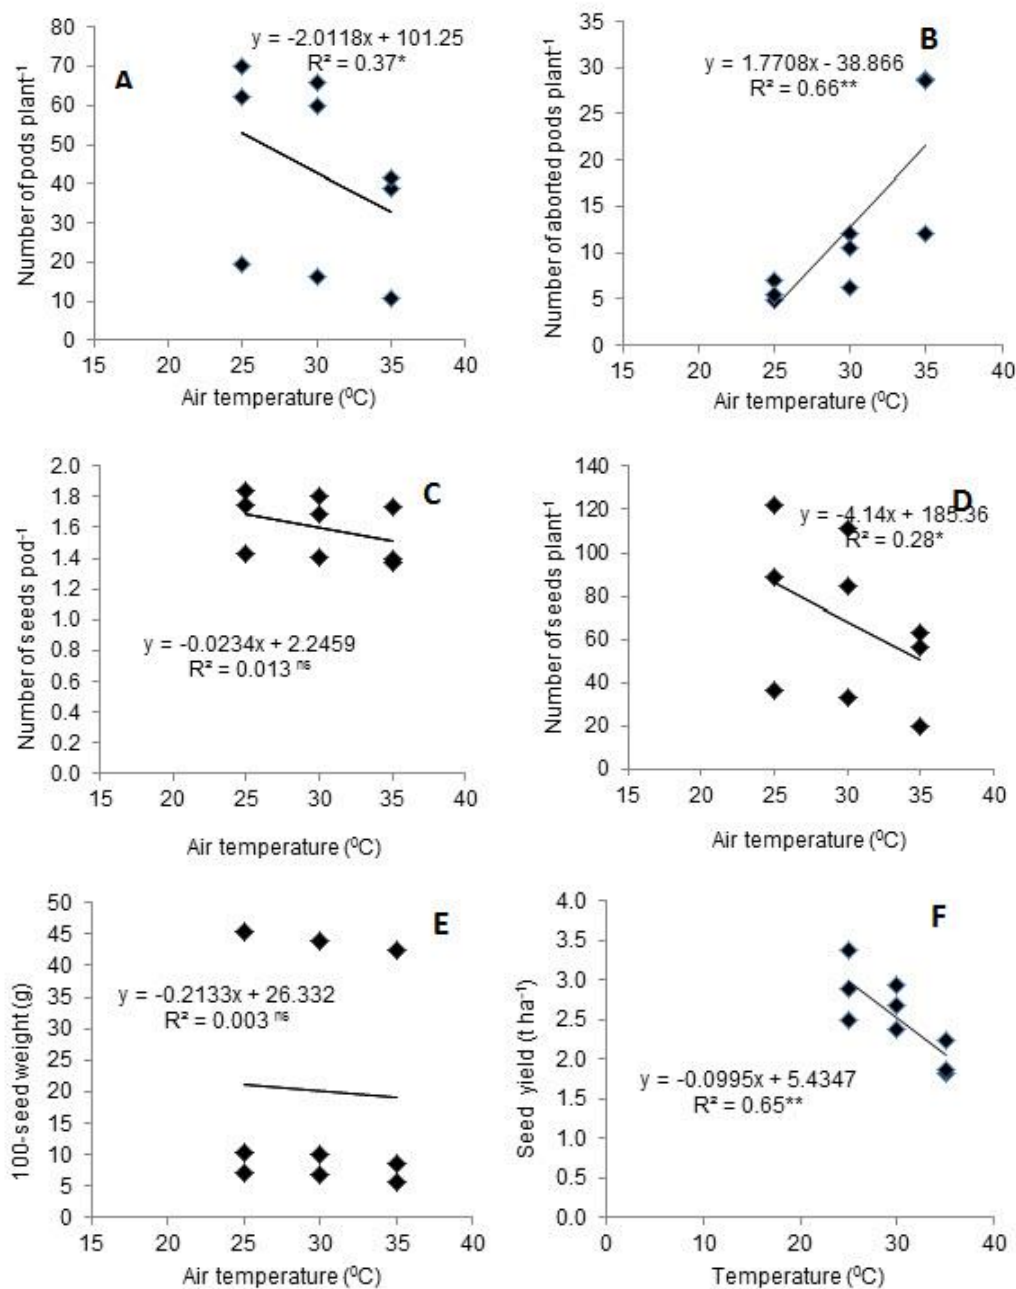 A
y = -2.0118x + 101.25
R² = 0.37*
Number of pods plant⁻¹
80
70
60
50
40
30
20
10
0
15 20 25 30 35 40
Air temperature (⁰C)
B
y = 1.7708x - 38.866
R² = 0.66**
Number of aborted pods plant⁻¹
35
30
25
20
15
10
5
0
15 20 25 30 35 40
Air temperature (⁰C)
C
y = -0.0234x + 2.2459
R² = 0.013 ns
Number of seeds pod⁻¹
2.0
1.8
1.6
1.4
1.2
1.0
0.8
0.6
0.4
0.2
0.0
15 20 25 30 35 40
Air temperature (⁰C)
D
y = -4.14x + 185.36
R² = 0.28*
Number of seeds plant⁻¹
140
120
100
80
60
40
20
0
15 20 25 30 35 40
Air temperature (⁰C)
E
y = -0.2133x + 26.332
R² = 0.003 ns
100-seed weight (g)
50
45
40
35
30
25
20
15
10
5
0
15 20 25 30 35 40
Air temperature (⁰C)
F
y = -0.0995x + 5.4347
R² = 0.65**
Seed yield (t ha⁻¹)
4.0
3.5
3.0
2.5
2.0
1.5
1.0
0.5
0.0
0 10 20 30 40
Temperature (⁰C)